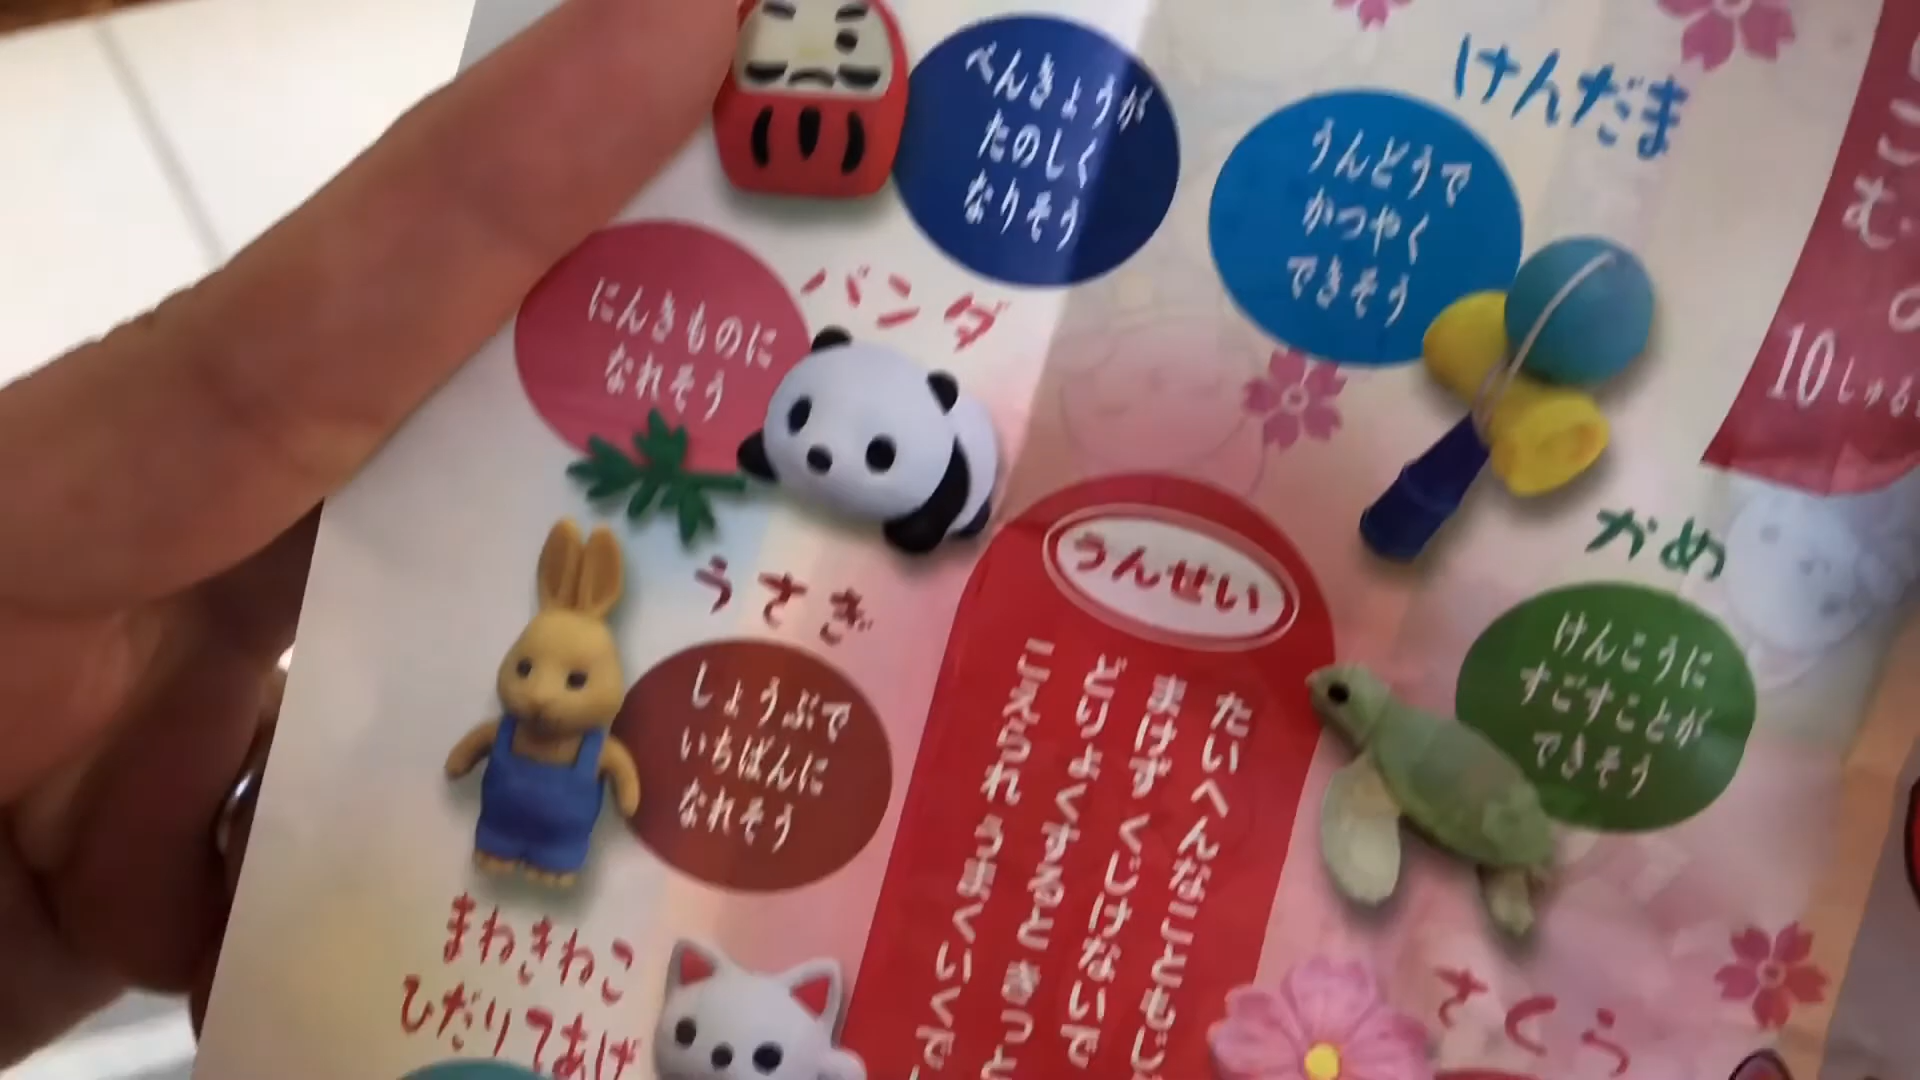 べんきょうが
たのしく
なりそう
けんだま
うんどうで
かつやく
できそう
パンダ
にんきものに
なれそう
うんせい
たいへんなことも
まけず くじけないで
どりょくすると きっと
こえられる
うさぎ
しょうぶで
いちばんに
なれそう
かめ
けんこうに
すごすことが
できそう
まねきねこ
ひだりてあげ
さくら
10しゅるい